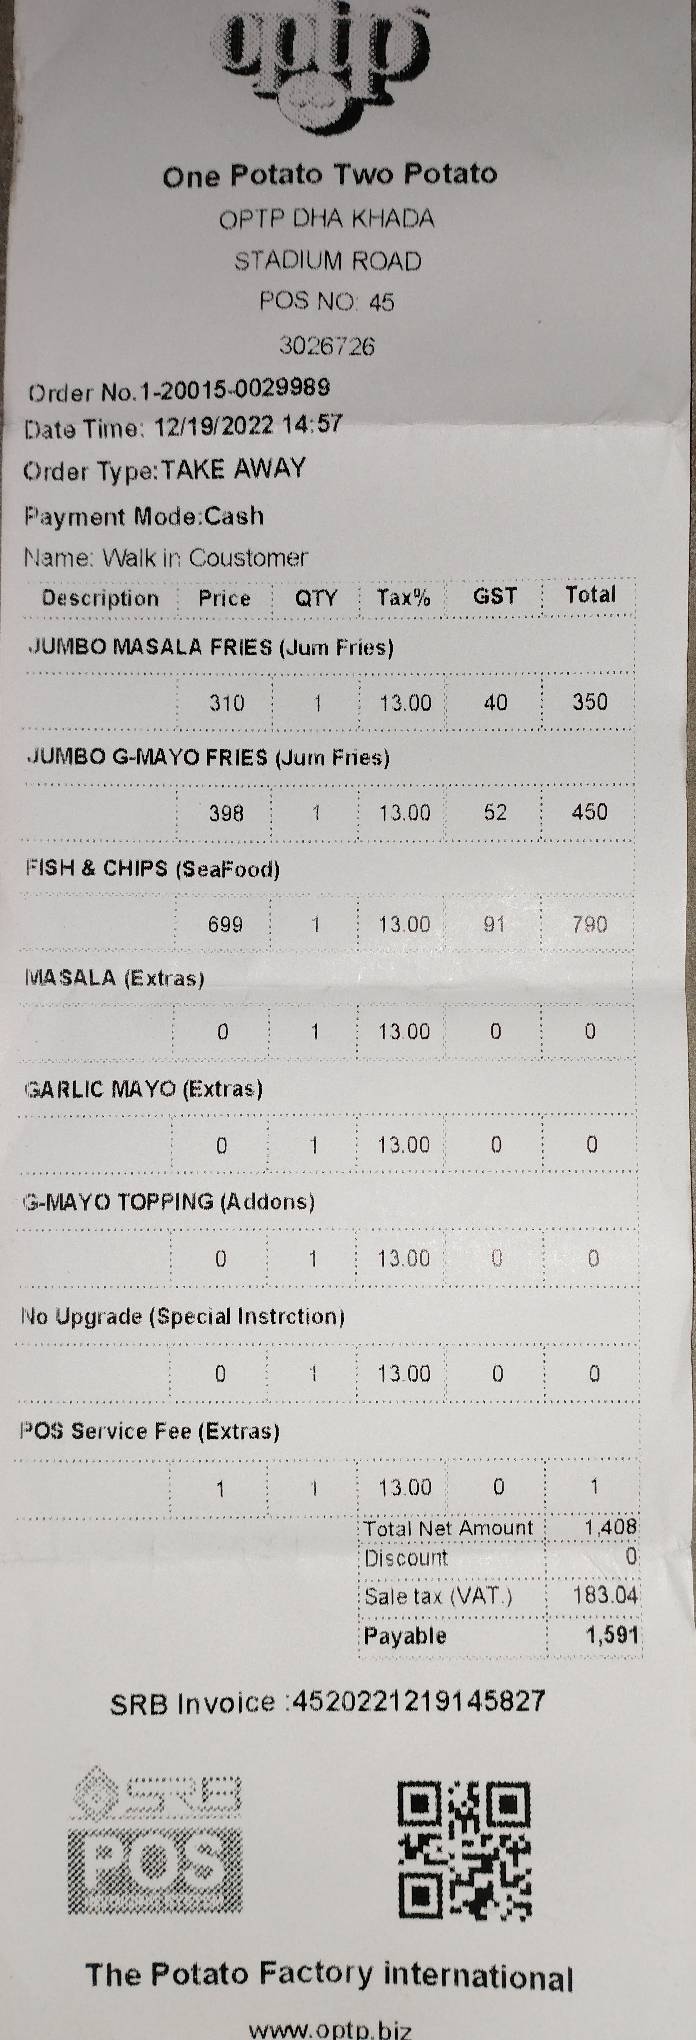 optp
One Potato Two Potato
OPTP DHA KHADA
STADIUM ROAD
POS NO: 45
3026726
Order No.1-20015-0029989
Date Time: 12/19/2022 14:57
Order Type:TAKE AWAY
Payment Mode:Cash
Name: Walk in Coustomer
Description Price QTY Tax% GST Total
JUMBO MASALA FRIES (Jum Fries)
310 1 13.00 40 350
JUMBO G-MAYO FRIES (Jum Fries)
398 1 13.00 52 450
FISH & CHIPS (SeaFood)
699 1 13.00 91 790
MASALA (Extras)
0 1 13.00 0 0
GARLIC MAYO (Extras)
0 1 13.00 0 0
G-MAYO TOPPING (Addons)
0 1 13.00 0 0
No Upgrade (Special Instrction)
0 1 13.00 0 0
POS Service Fee (Extras)
1 1 13.00 0 1
Total Net Amount 1,408
Discount 0
Sale tax (VAT.) 183.04
Payable 1,591
SRB Invoice :4520221219145827
SRB
POS
The Potato Factory international
www.optp.biz